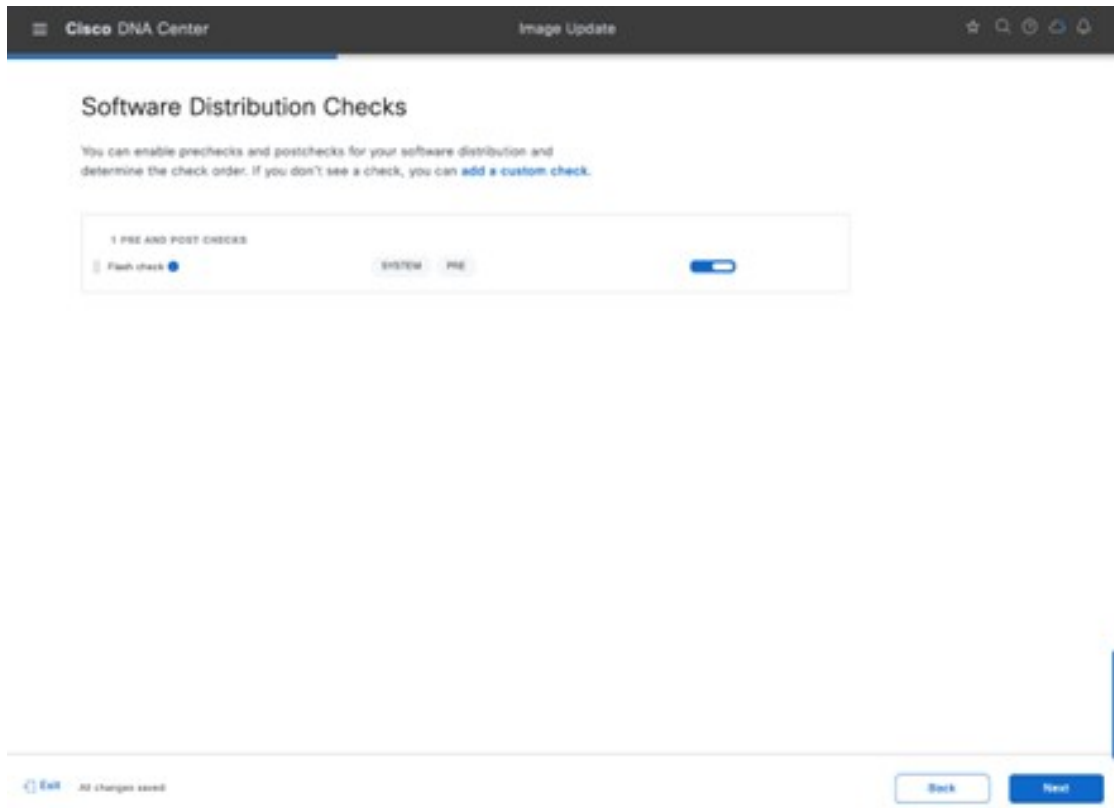 Cisco DNA Center
Image Update
Software Distribution Checks
You can enable prechecks and postchecks for your software distribution and
determine the check order. If you don't see a check, you can add a custom check.
1 PRE AND POST CHECKS
Flash check SYSTEM PRE
Exit All changes saved Back Next